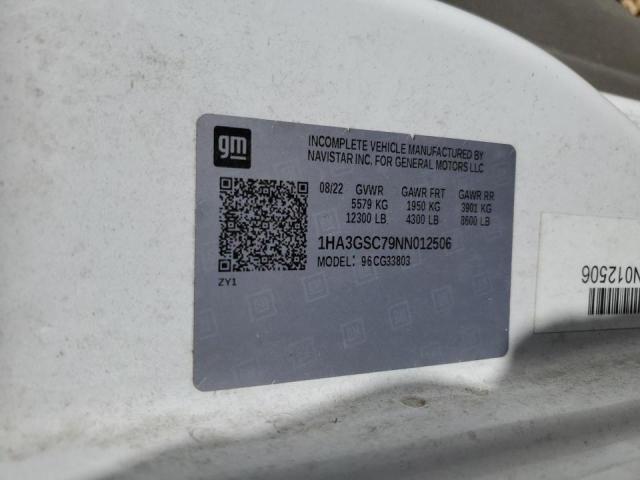 gm
INCOMPLETE VEHICLE MANUFACTURED BY
NAVISTAR INC. FOR GENERAL MOTORS LLC
08/22 GVWR GAWR FRT GAWR RR
5579 KG 1950 KG 3901 KG
12300 LB 4300 LB 8600 LB
1HA3GSC79NN012506
MODEL: 96CG33803
ZY1
N012506